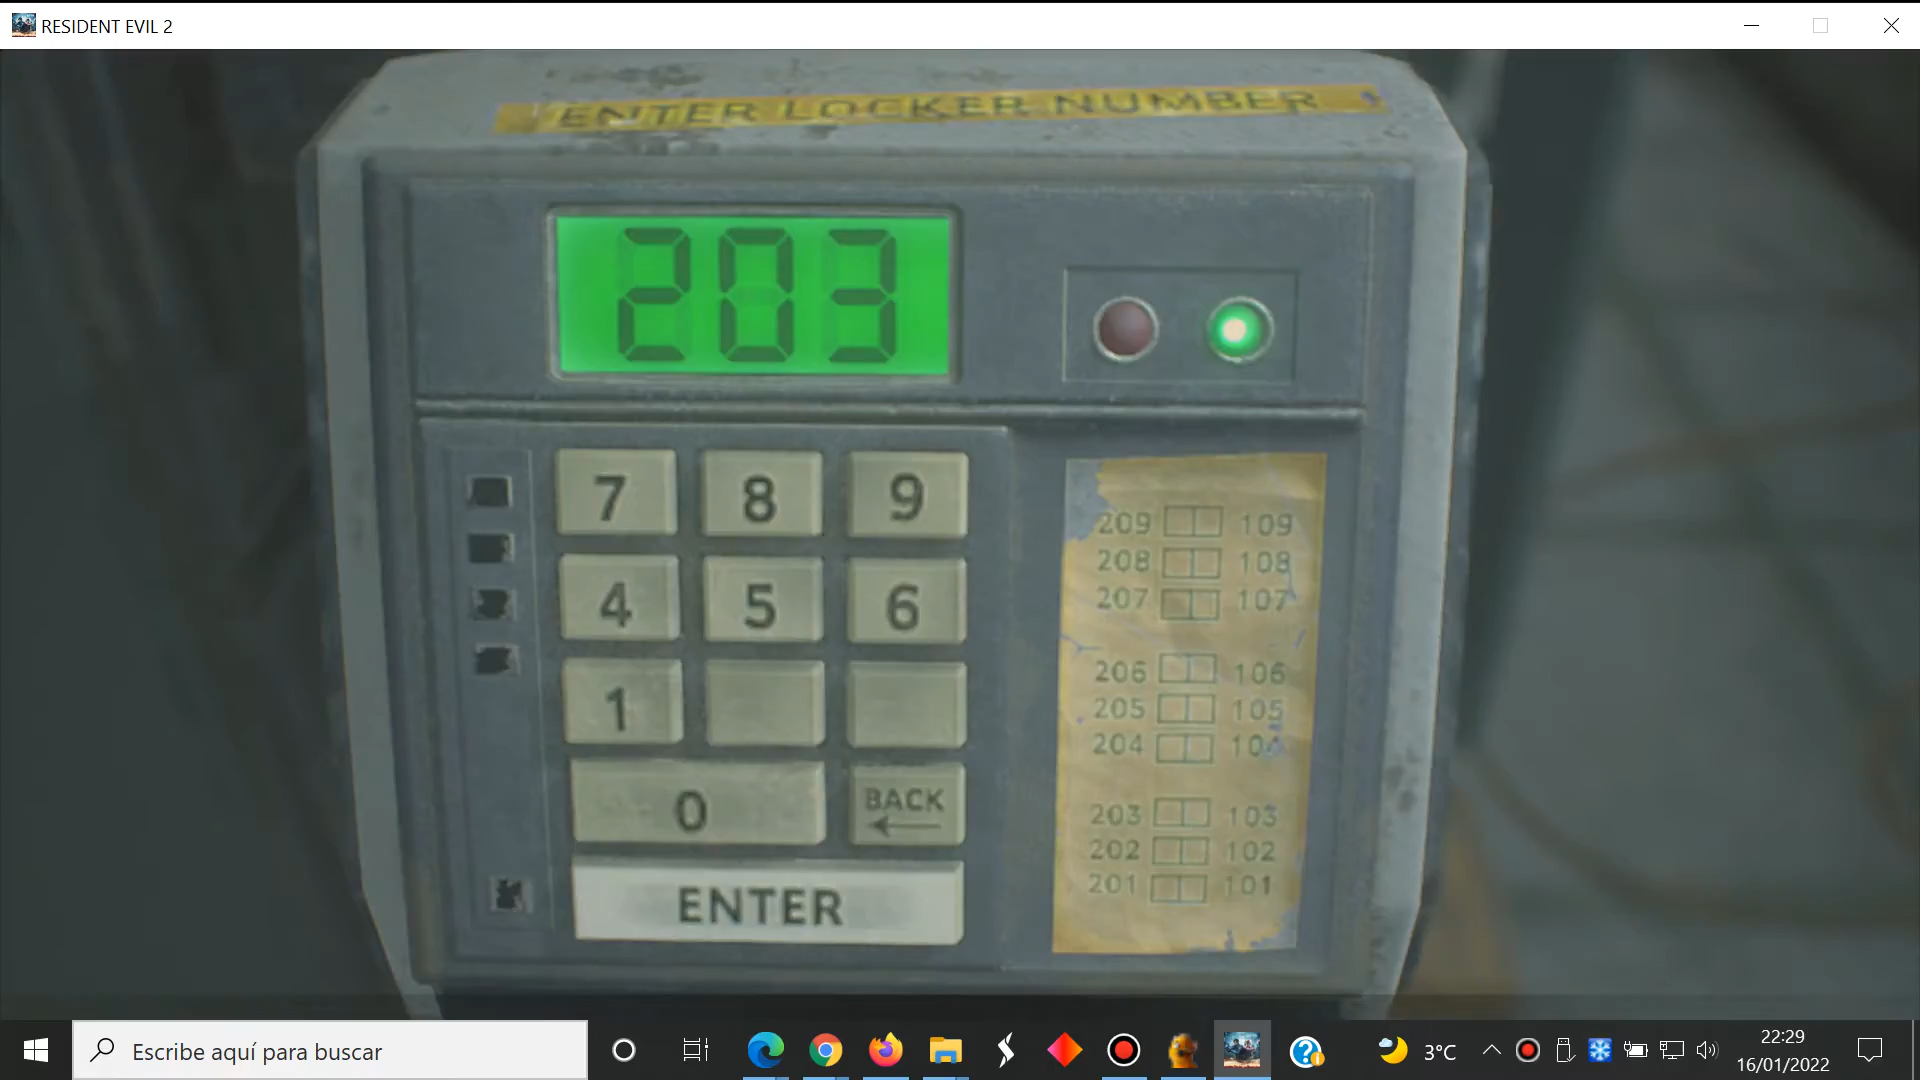 RESIDENT EVIL 2
ENTER LOCKER NUMBER
203
7 8 9
4 5 6
1
0 BACK
ENTER
209 109
208 108
207 107
206 106
205 105
204 104
203 103
202 102
201 101
Escribe aquí para buscar
3°C
22:29
16/01/2022